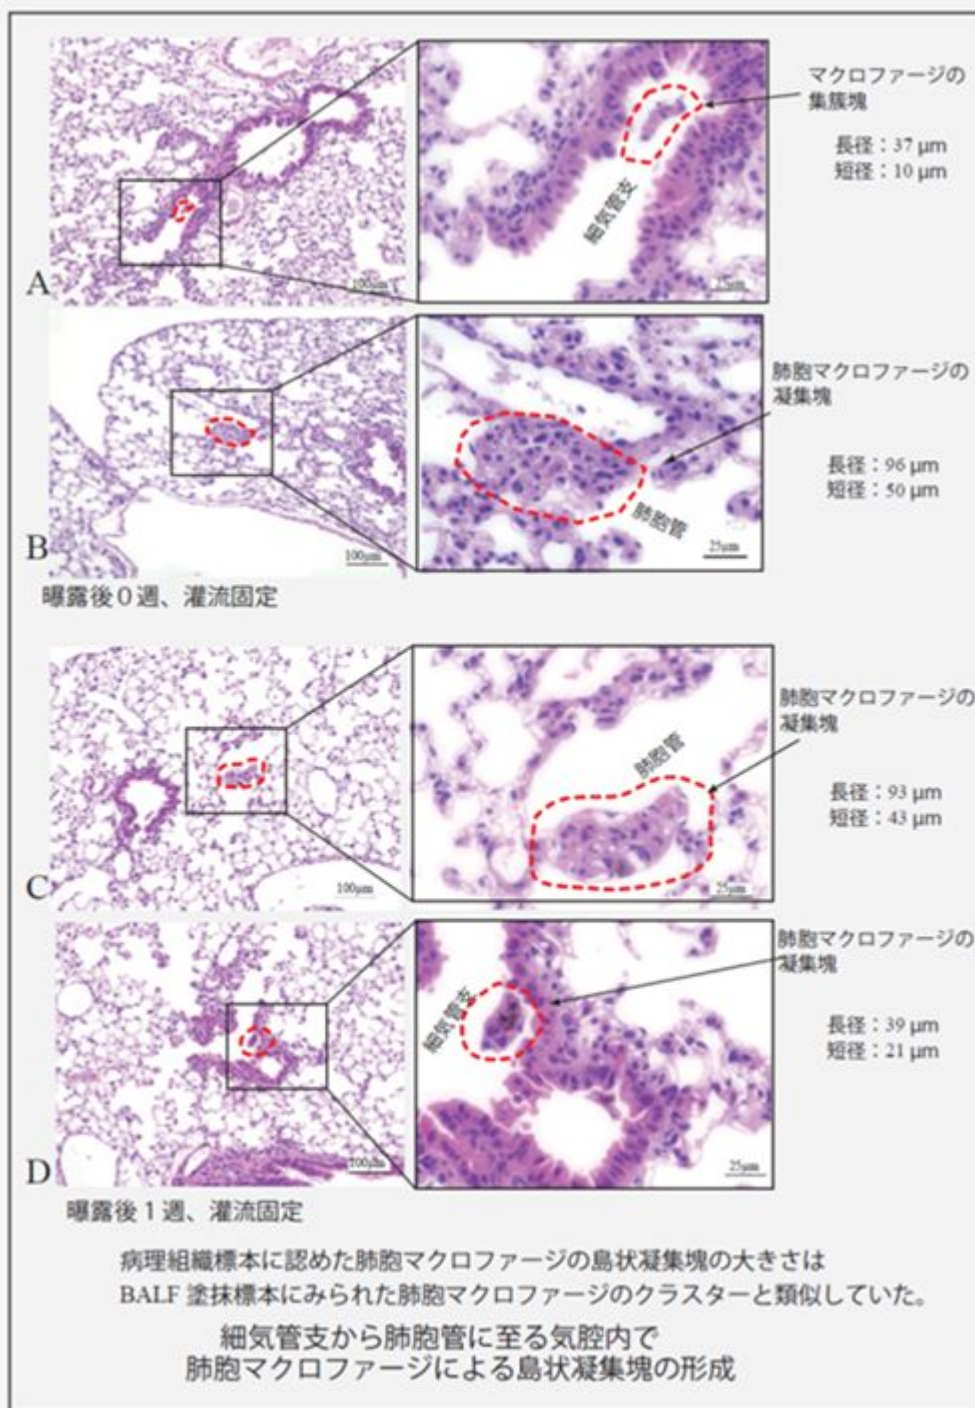 マクロファージの
集簇塊
長径：37 μm
短径：10 μm
細気管支
100μm
25μm
A
肺胞マクロファージの
凝集塊
長径：96 μm
短径：50 μm
肺胞管
100μm
25μm
B
曝露後０週、灌流固定
肺胞マクロファージの
凝集塊
長径：93 μm
短径：43 μm
肺胞管
100μm
25μm
C
肺胞マクロファージの
凝集塊
長径：39 μm
短径：21 μm
細気管支
100μm
25μm
D
曝露後１週、灌流固定
病理組織標本に認めた肺胞マクロファージの島状凝集塊の大きさは
BALF 塗抹標本にみられた肺胞マクロファージのクラスターと類似していた。
細気管支から肺胞管に至る気腔内で
肺胞マクロファージによる島状凝集塊の形成